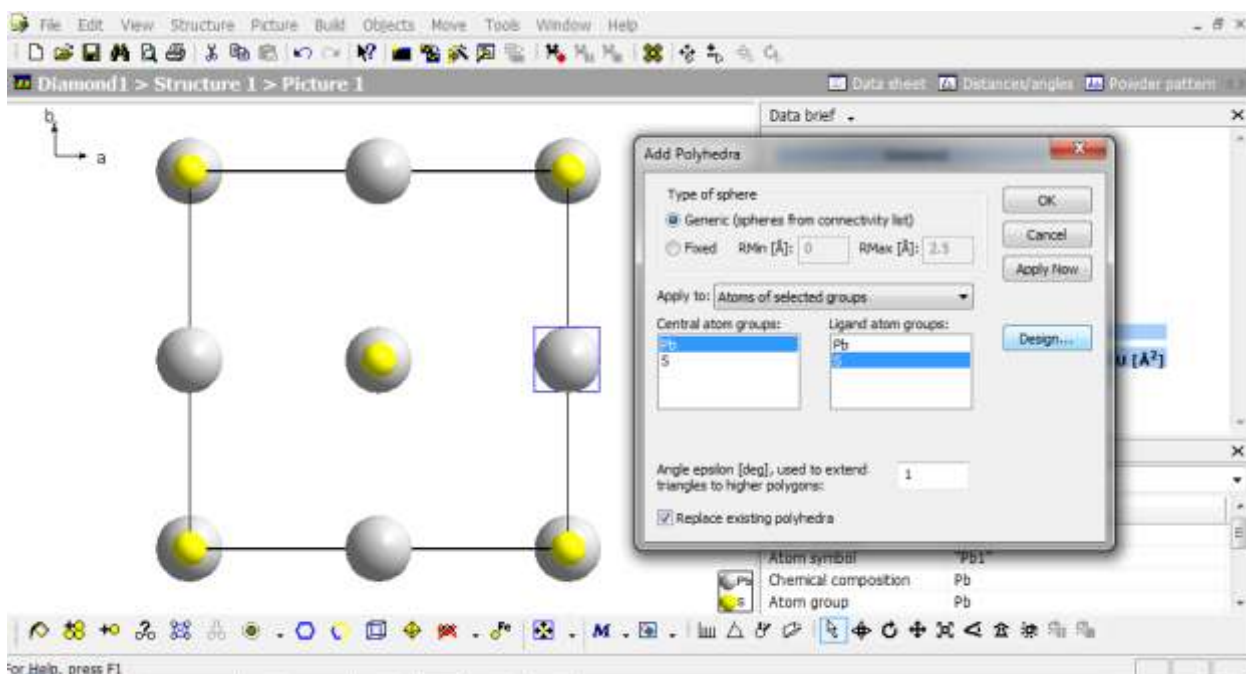 File Edit View Structure Picture Build Objects Move Tools Window Help
Diamond1 > Structure 1 > Picture 1
Data sheet Distances/angles Powder pattern
b
a
Data brief
Add Polyhedra
Type of sphere
Generic (spheres from connectivity list)
Fixed RMin [Å]: 0 RMax [Å]: 2.5
OK
Cancel
Apply Now
Apply to: Atoms of selected groups
Central atom groups:
Pb
S
Ligand atom groups:
Pb
S
Design...
U [Å²]
Angle epsilon [deg], used to extend
triangles to higher polygons:
1
Replace existing polyhedra
Atom symbol "Pb1"
Chemical composition Pb
Atom group Pb
Pb
S
Fe
M
For Help, press F1